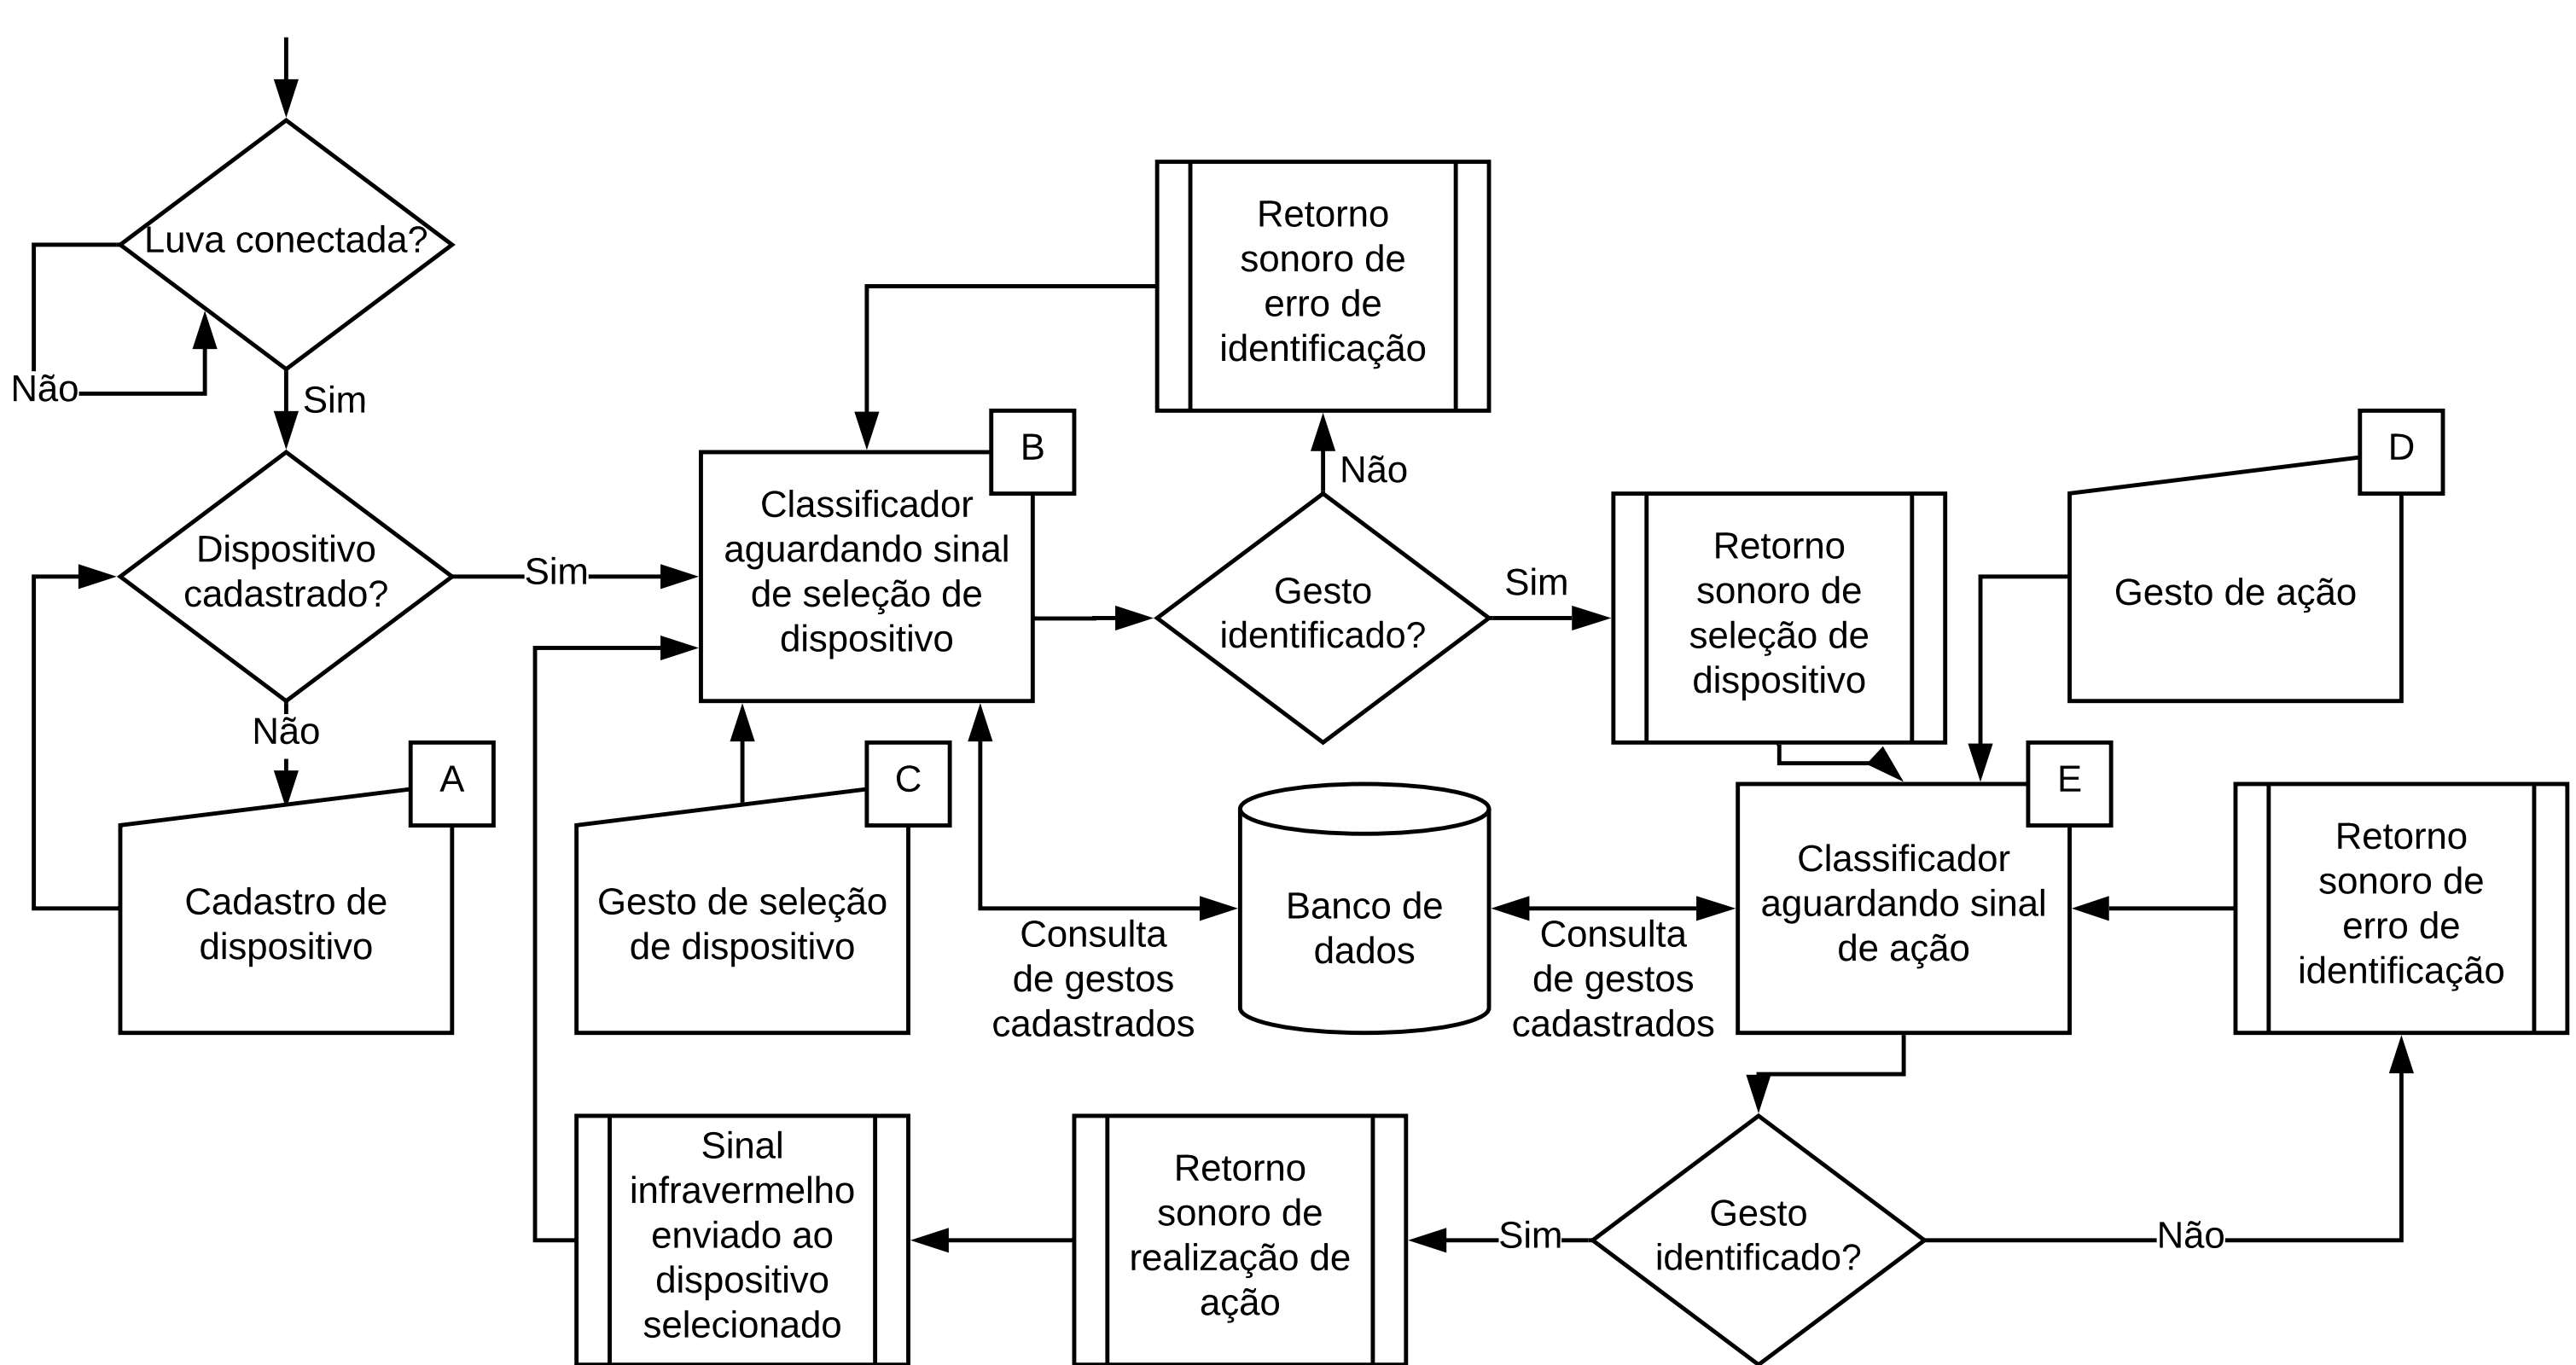 Luva conectada?
Não
Sim
Dispositivo
cadastrado?
Sim
Não
A
Cadastro de
dispositivo
B
Classificador
aguardando sinal
de seleção de
dispositivo
C
Gesto de seleção
de dispositivo
Retorno
sonoro de
erro de
identificação
Não
Gesto
identificado?
Sim
Retorno
sonoro de
seleção de
dispositivo
D
Gesto de ação
Consulta
de gestos
cadastrados
Banco de
dados
Consulta
de gestos
cadastrados
E
Classificador
aguardando sinal
de ação
Retorno
sonoro de
erro de
identificação
Sinal
infravermelho
enviado ao
dispositivo
selecionado
Retorno
sonoro de
realização de
ação
Sim
Gesto
identificado?
Não